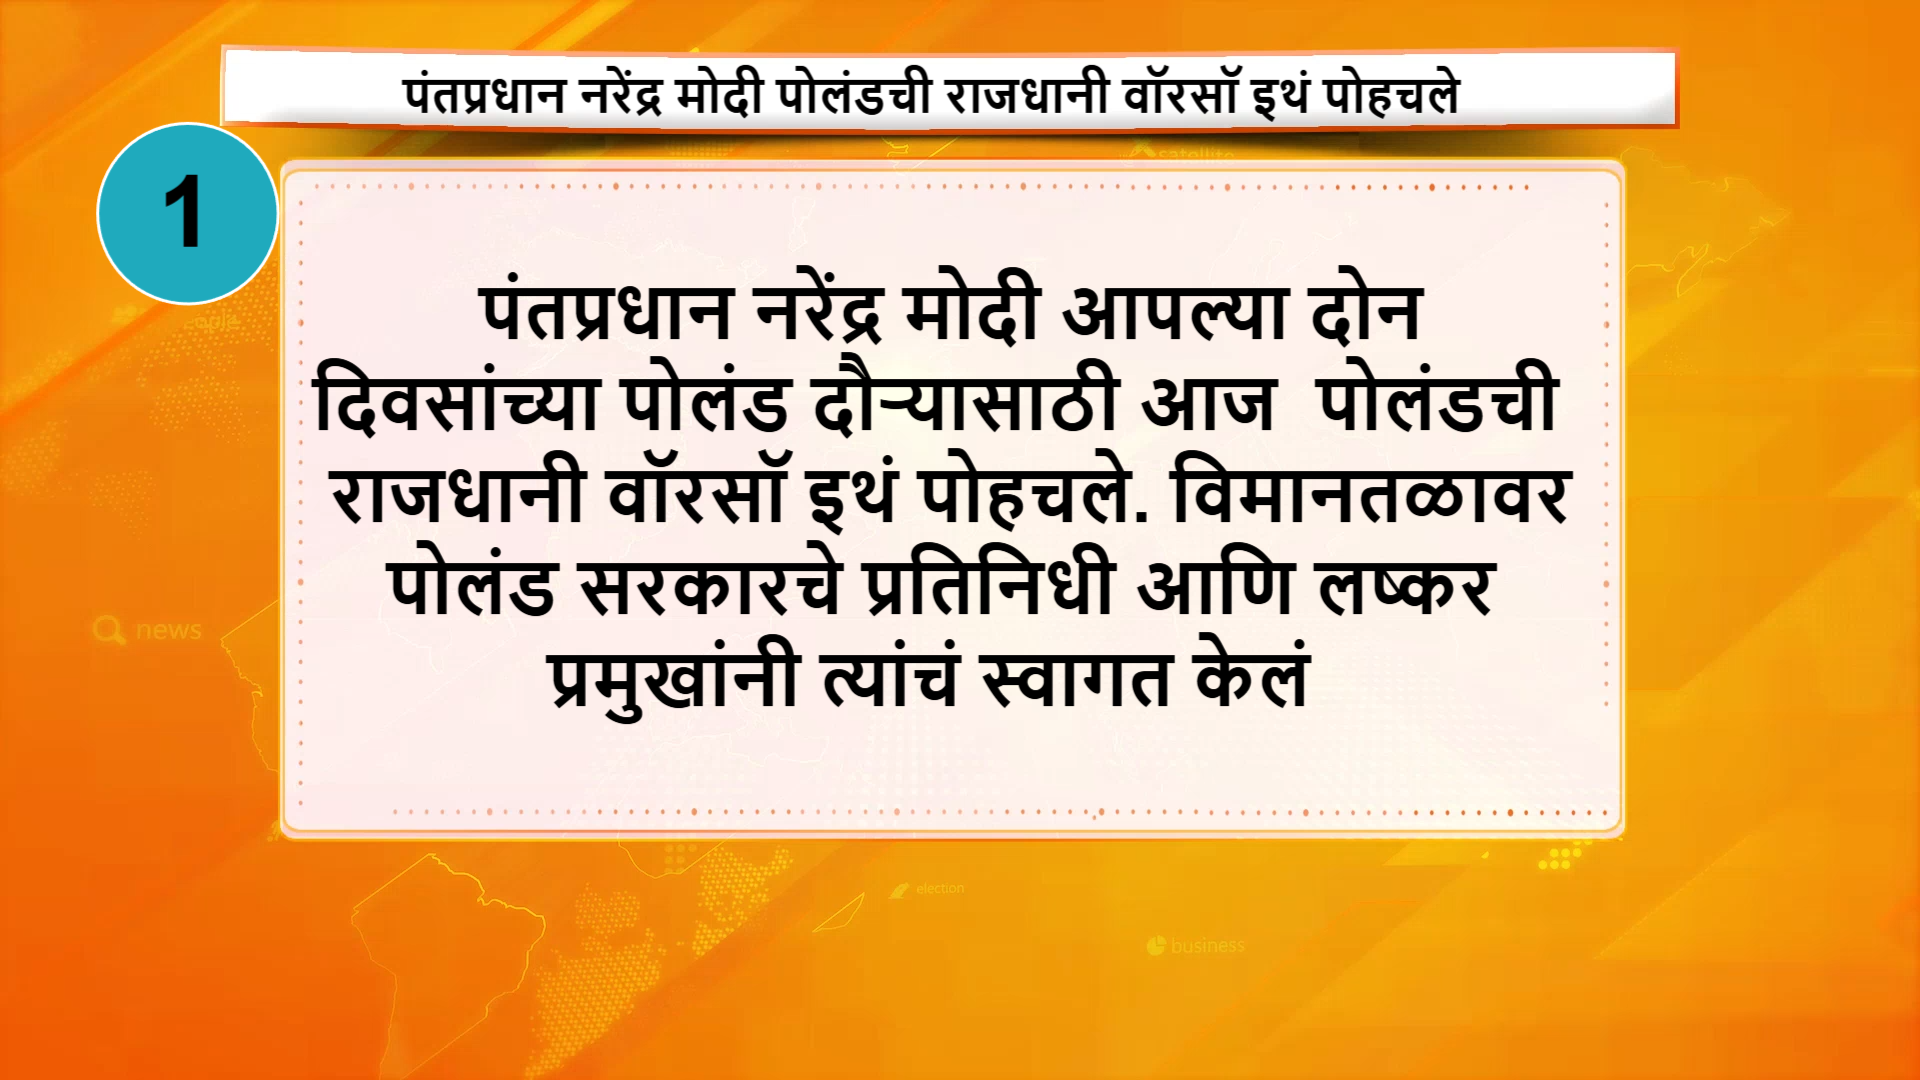 पंतप्रधान नरेंद्र मोदी पोलंडची राजधानी वॉरसॉ इथं पोहचले
satellite
1
पंतप्रधान नरेंद्र मोदी आपल्या दोन
दिवसांच्या पोलंड दौऱ्यासाठी आज पोलंडची
राजधानी वॉरसॉ इथं पोहचले. विमानतळावर
पोलंड सरकारचे प्रतिनिधी आणि लष्कर
प्रमुखांनी त्यांचं स्वागत केलं
news
election
business